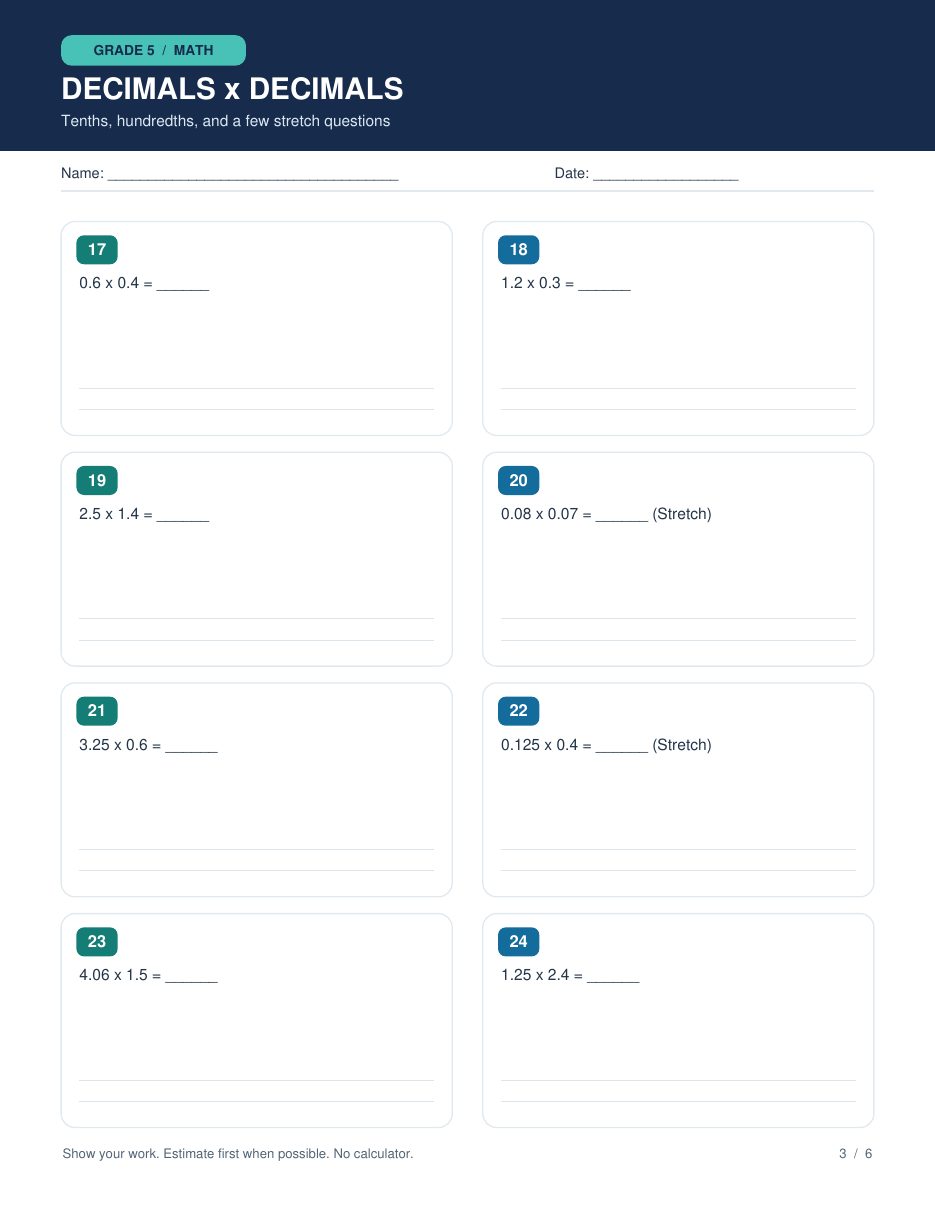 GRADE 5 / MATH
DECIMALS x DECIMALS
Tenths, hundredths, and a few stretch questions
Name: ___________________________________ Date: __________________
17
0.6 x 0.4 = ______
18
1.2 x 0.3 = ______
19
2.5 x 1.4 = ______
20
0.08 x 0.07 = ______ (Stretch)
21
3.25 x 0.6 = ______
22
0.125 x 0.4 = ______ (Stretch)
23
4.06 x 1.5 = ______
24
1.25 x 2.4 = ______
Show your work. Estimate first when possible. No calculator. 3 / 6